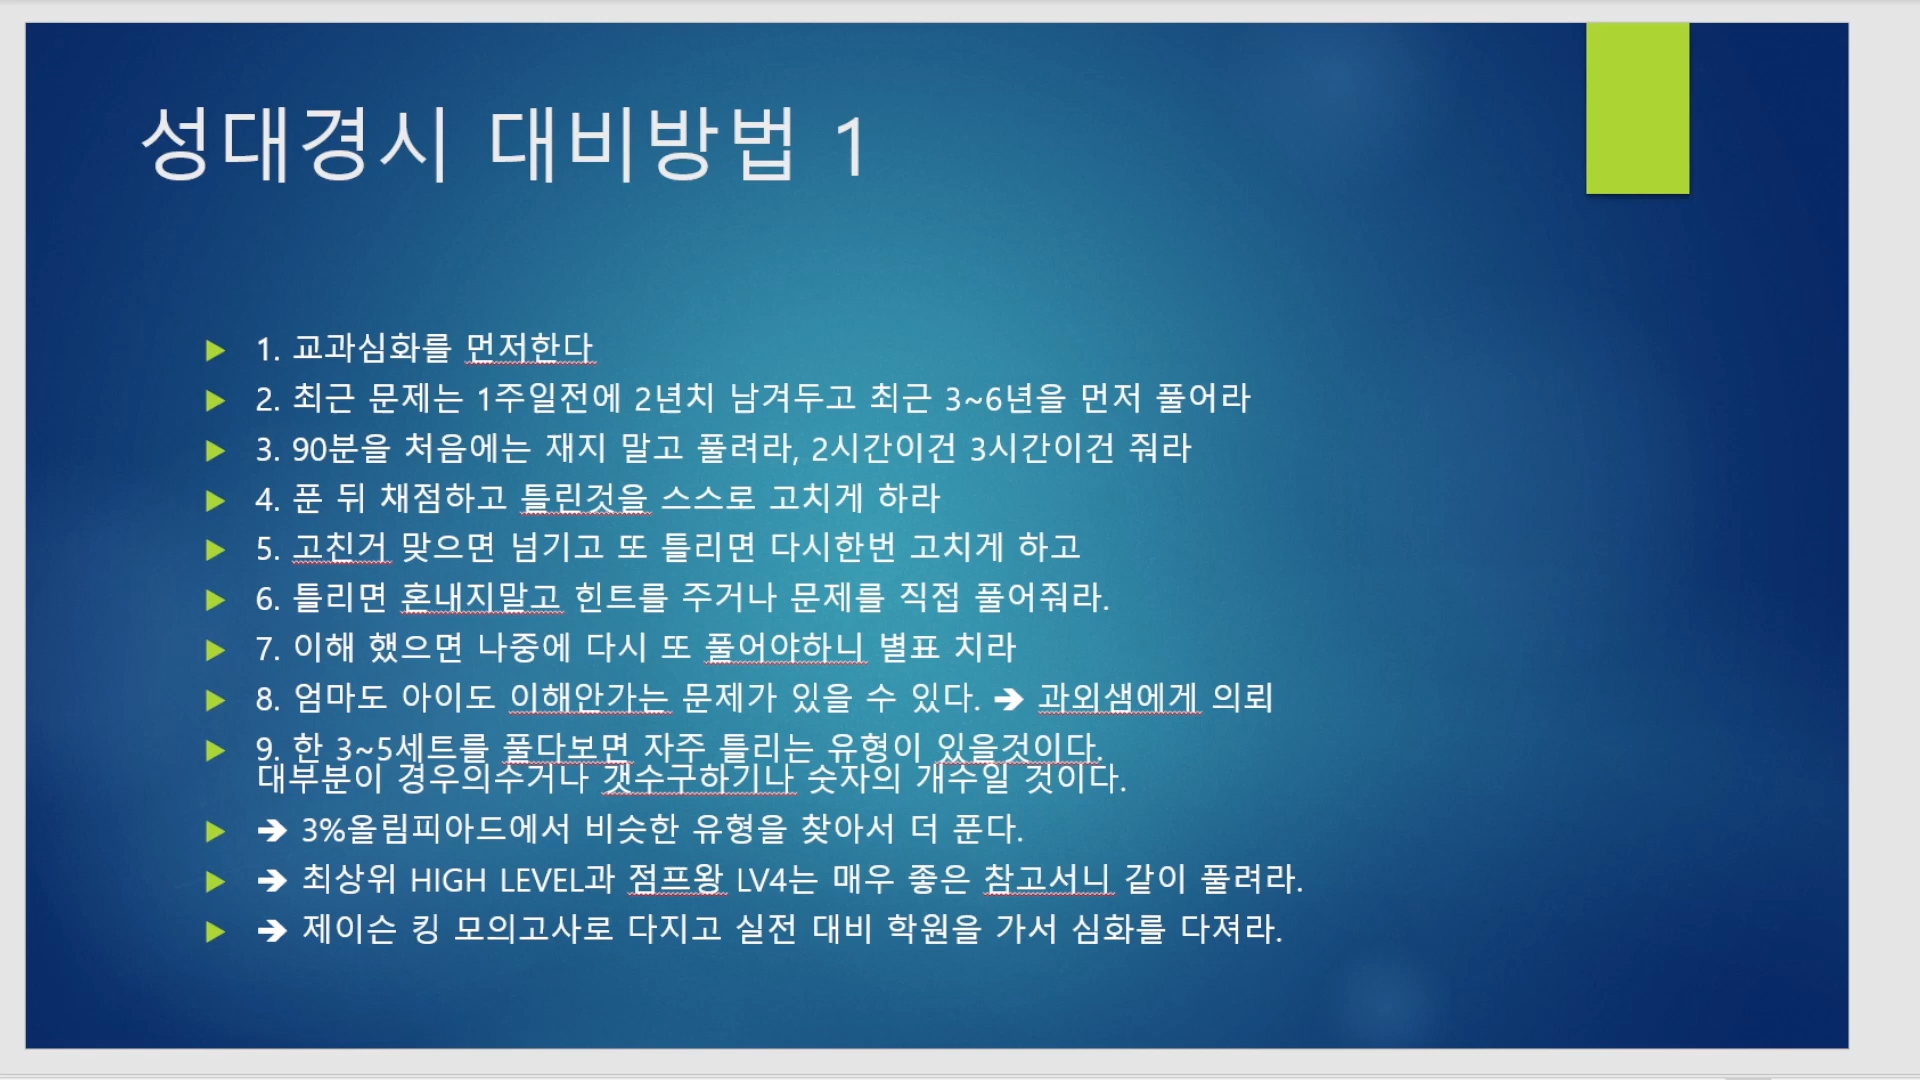 성대경시 대비방법 1
1. 교과심화를 먼저한다
2. 최근 문제는 1주일전에 2년치 남겨두고 최근 3~6년을 먼저 풀어라
3. 90분을 처음에는 재지 말고 풀려라, 2시간이건 3시간이건 줘라
4. 푼 뒤 채점하고 틀린것을 스스로 고치게 하라
5. 고친거 맞으면 넘기고 또 틀리면 다시한번 고치게 하고
6. 틀리면 혼내지말고 힌트를 주거나 문제를 직접 풀어줘라.
7. 이해 했으면 나중에 다시 또 풀어야하니 별표 치라
8. 엄마도 아이도 이해안가는 문제가 있을 수 있다. ➔ 과외샘에게 의뢰
9. 한 3~5세트를 풀다보면 자주 틀리는 유형이 있을것이다.
대부분이 경우의수거나 갯수구하기나 숫자의 개수일 것이다.
➔ 3%올림피아드에서 비슷한 유형을 찾아서 더 푼다.
➔ 최상위 HIGH LEVEL과 점프왕 LV4는 매우 좋은 참고서니 같이 풀려라.
➔ 제이슨 킹 모의고사로 다지고 실전 대비 학원을 가서 심화를 다져라.